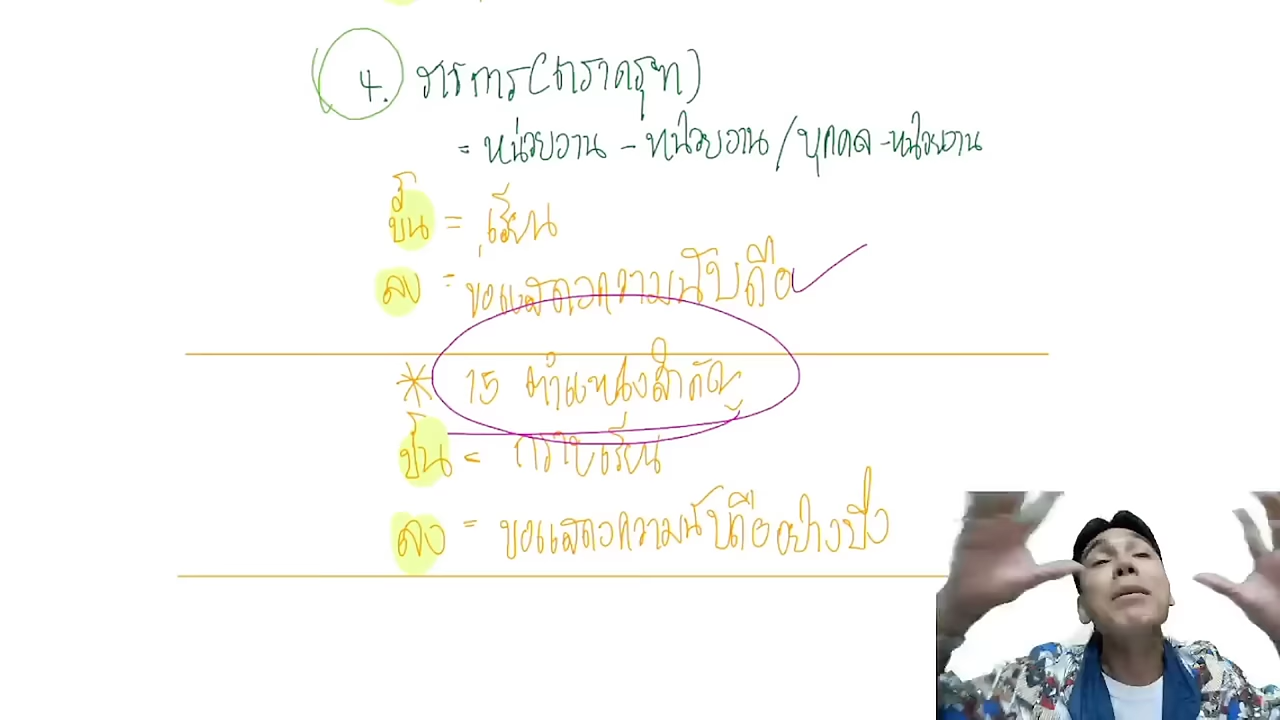 4. ราชการ(ตราครุฑ)
= หน่วยงาน - หน่วยงาน / บุคคล - หน่วยงาน
ขึ้น = เรียน
ลง = ขอแสดงความนับถือ
* 15 ตำแหน่งสำคัญ
ขึ้น = กราบเรียน
ลง = ขอแสดงความนับถืออย่างยิ่ง